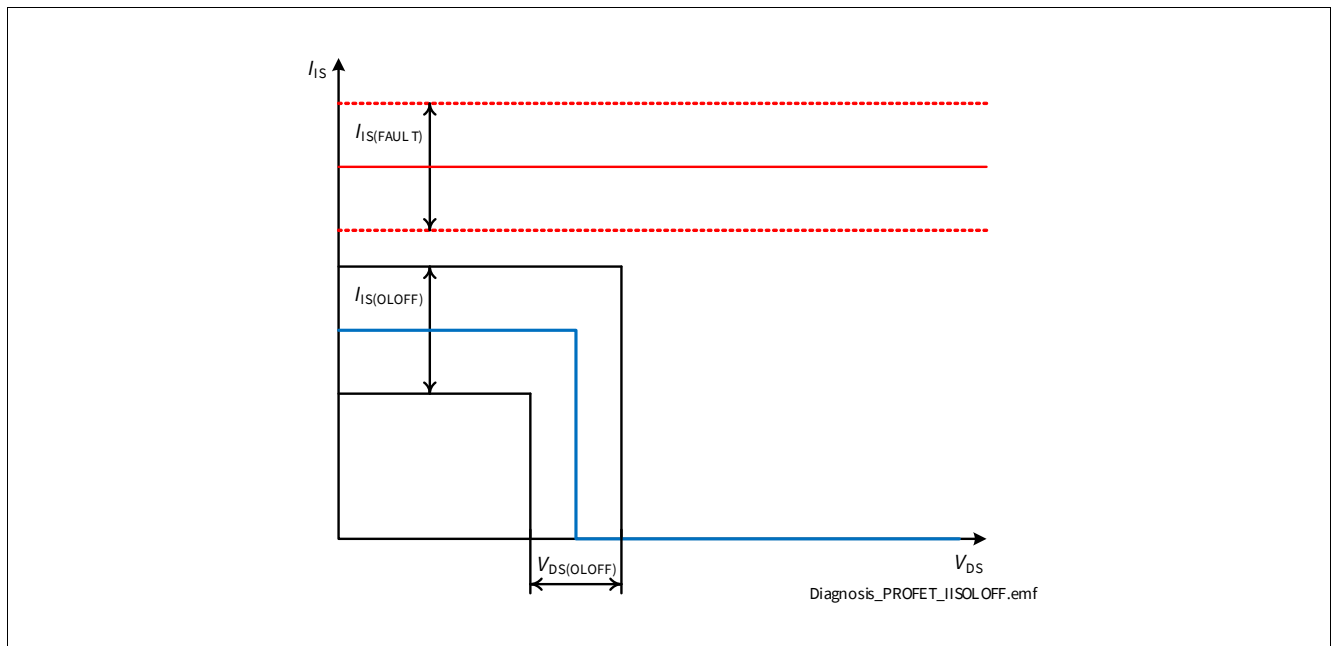 IIS
IIS(FAULT)
IIS(OLOFF)
VDS(OLOFF)
VDS
Diagnosis_PROFET_IISOLOFF.emf